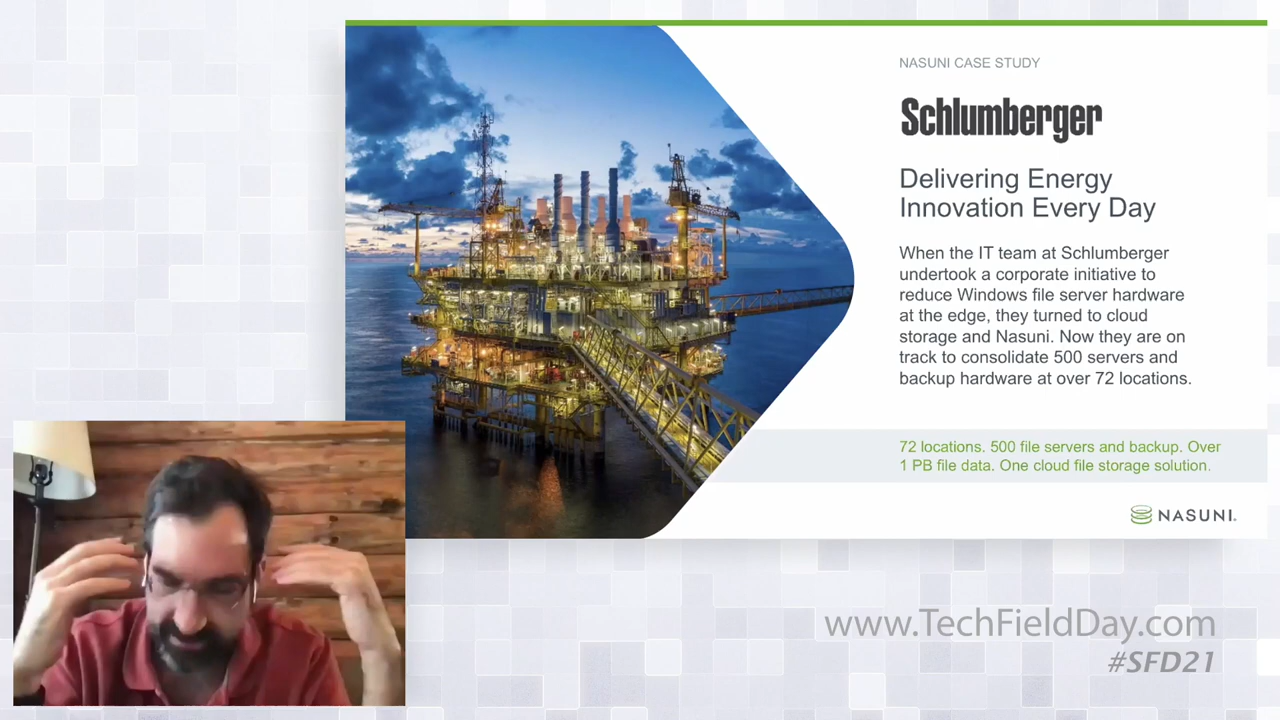 NASUNI CASE STUDY
Schlumberger
Delivering Energy
Innovation Every Day
When the IT team at Schlumberger
undertook a corporate initiative to
reduce Windows file server hardware
at the edge, they turned to cloud
storage and Nasuni. Now they are on
track to consolidate 500 servers and
backup hardware at over 72 locations.
72 locations. 500 file servers and backup. Over
1 PB file data. One cloud file storage solution.
NASUNI.
www.TechFieldDay.com
#SFD21